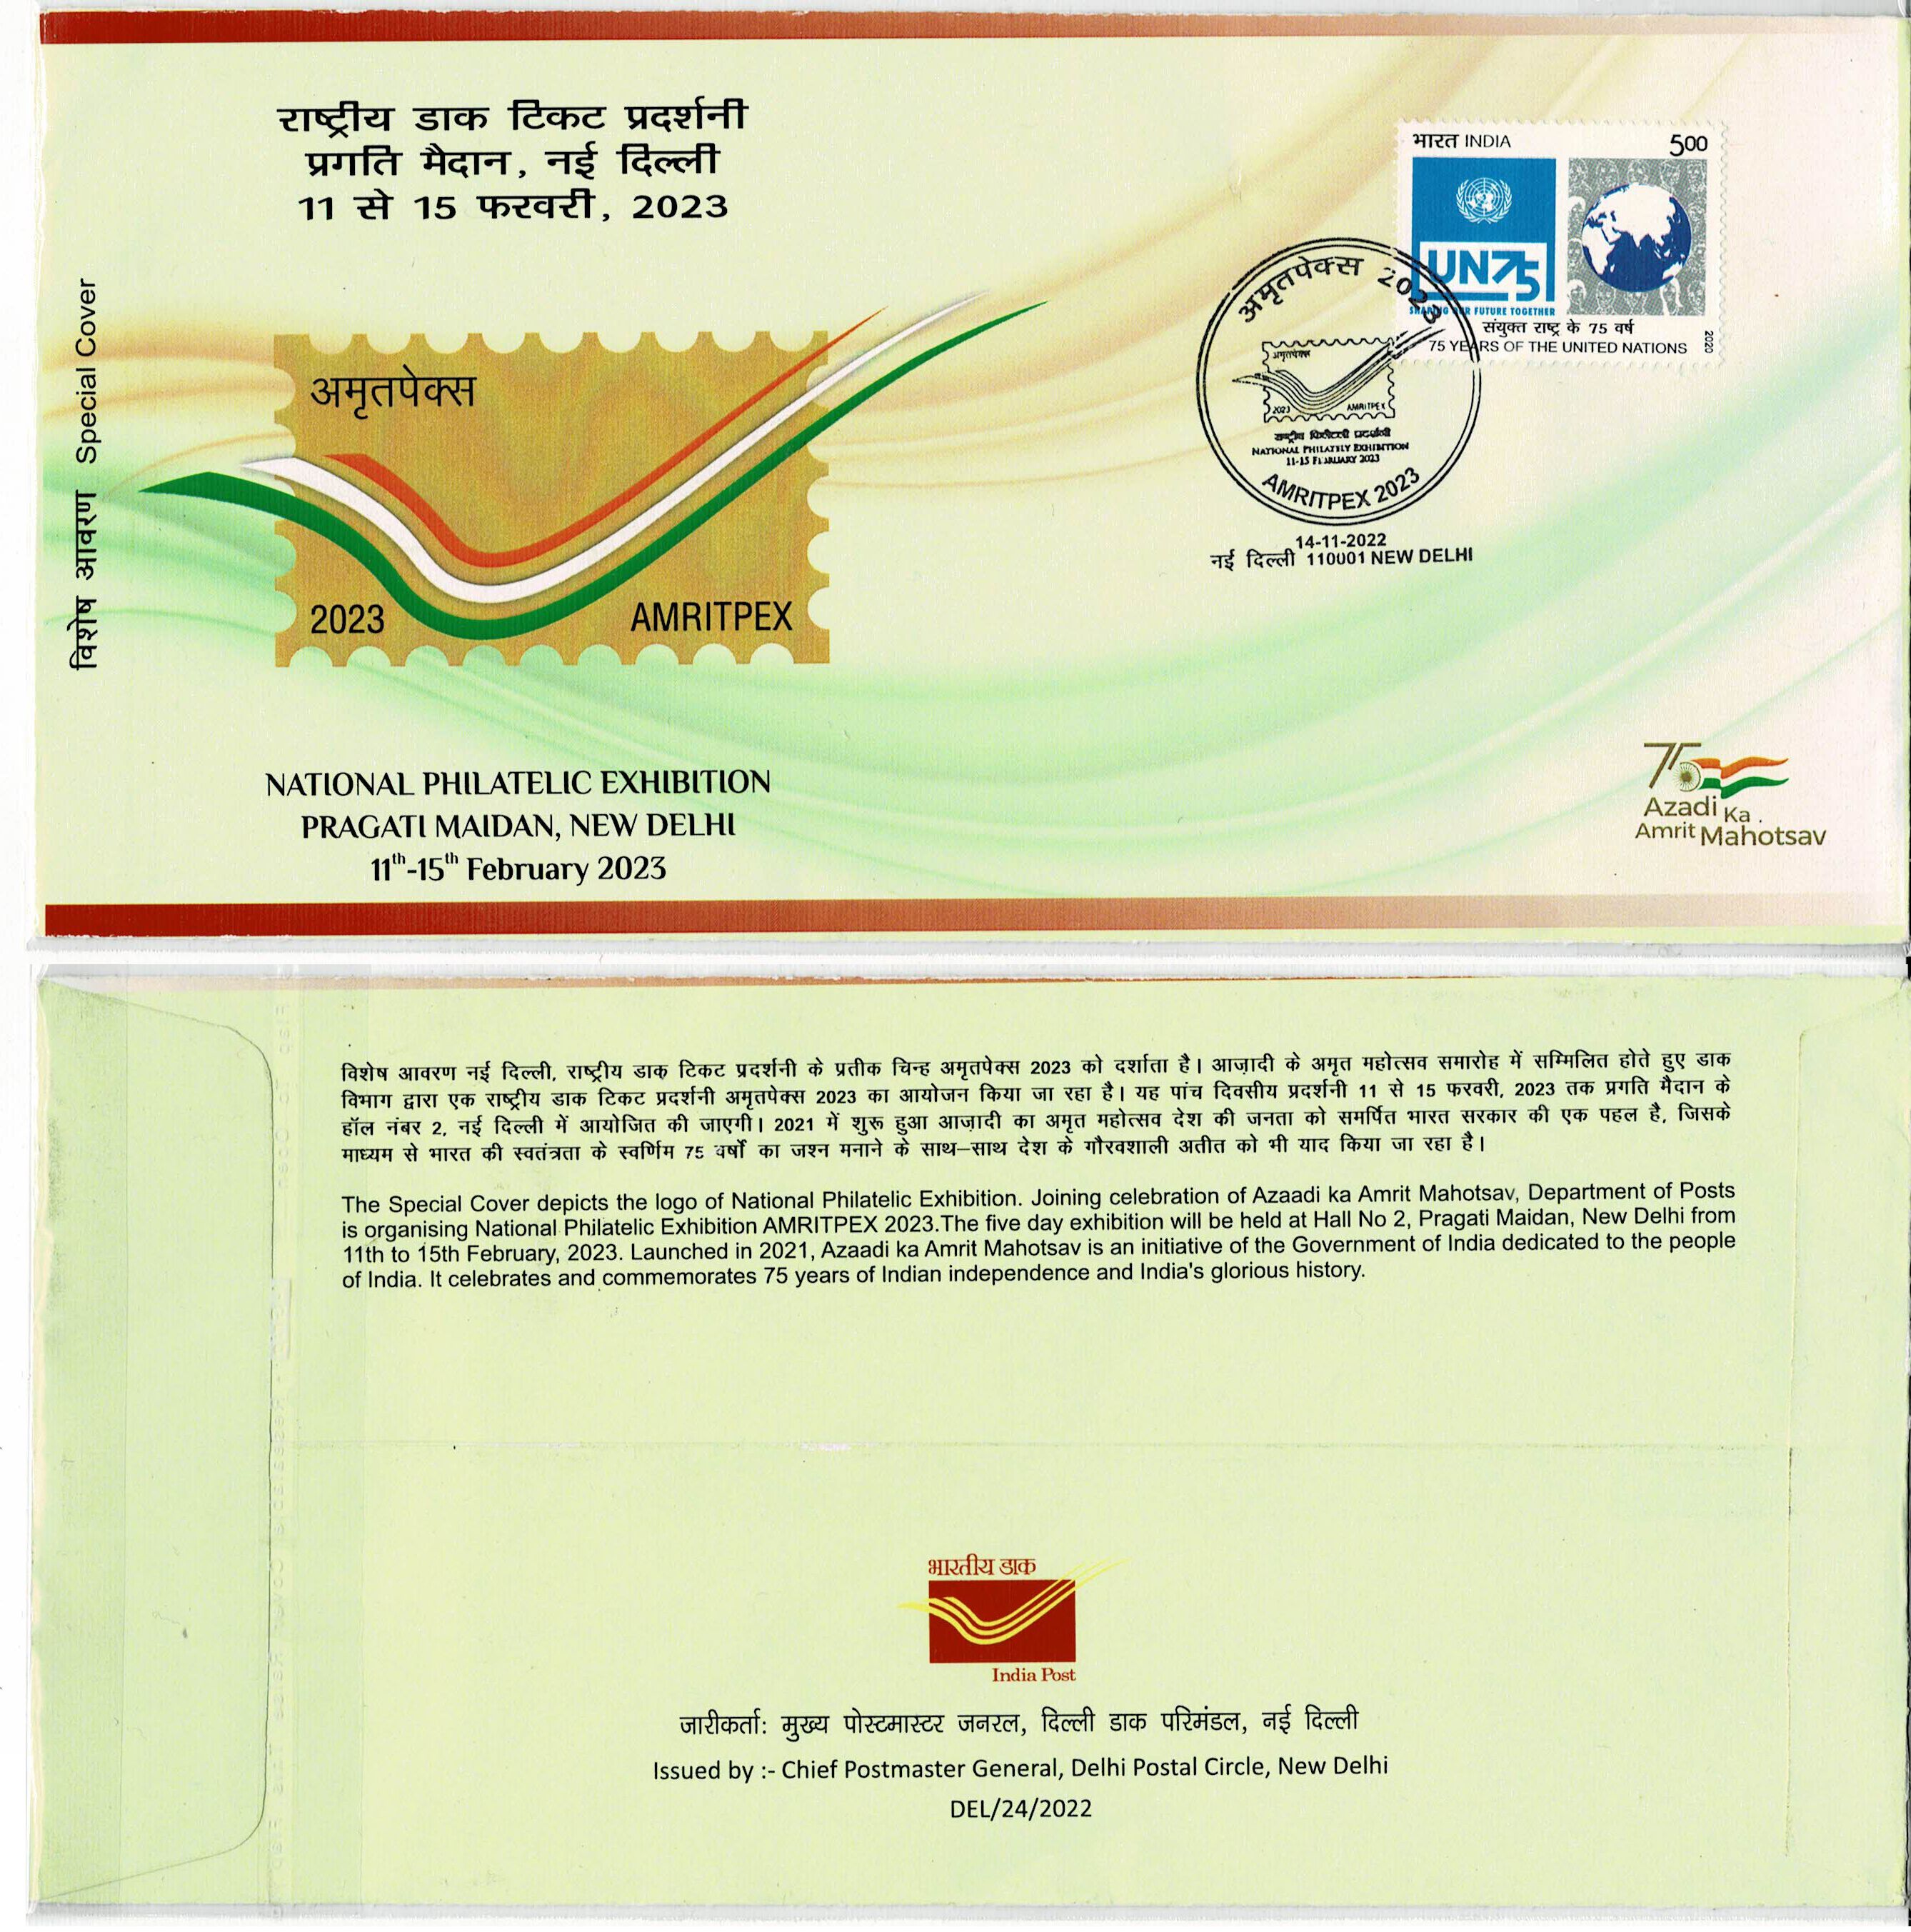 राष्ट्रीय डाक टिकट प्रदर्शनी
प्रगति मैदान, नई दिल्ली
11 से 15 फरवरी, 2023
विशेष आवरण Special Cover
अमृतपेक्स
2023 AMRITPEX
NATIONAL PHILATELIC EXHIBITION
PRAGATI MAIDAN, NEW DELHI
11th-15th February 2023
भारत INDIA 500
UN75
SHARING OUR FUTURE TOGETHER
संयुक्त राष्ट्र के 75 वर्ष
75 YEARS OF THE UNITED NATIONS
2020
अमृतपेक्स 2023
अमृतपेक्स
2023 AMRITPEX
राष्ट्रीय फिलैटली प्रदर्शनी
NATIONAL PHILATELY EXHIBITION
11-15 FEBRUARY 2023
AMRITPEX 2023
14-11-2022
नई दिल्ली 110001 NEW DELHI
75
Azadi Ka
Amrit Mahotsav
विशेष आवरण नई दिल्ली, राष्ट्रीय डाक टिकट प्रदर्शनी के प्रतीक चिन्ह अमृतपेक्स 2023 को दर्शाता है। आज़ादी के अमृत महोत्सव समारोह में सम्मिलित होते हुए डाक
विभाग द्वारा एक राष्ट्रीय डाक टिकट प्रदर्शनी अमृतपेक्स 2023 का आयोजन किया जा रहा है। यह पांच दिवसीय प्रदर्शनी 11 से 15 फरवरी, 2023 तक प्रगति मैदान के
हॉल नंबर 2, नई दिल्ली में आयोजित की जाएगी। 2021 में शुरू हुआ आज़ादी का अमृत महोत्सव देश की जनता को समर्पित भारत सरकार की एक पहल है, जिसके
माध्यम से भारत की स्वतंत्रता के स्वर्णिम 75 वर्षों का जश्न मनाने के साथ–साथ देश के गौरवशाली अतीत को भी याद किया जा रहा है।
The Special Cover depicts the logo of National Philatelic Exhibition. Joining celebration of Azaadi ka Amrit Mahotsav, Department of Posts
is organising National Philatelic Exhibition AMRITPEX 2023.The five day exhibition will be held at Hall No 2, Pragati Maidan, New Delhi from
11th to 15th February, 2023. Launched in 2021, Azaadi ka Amrit Mahotsav is an initiative of the Government of India dedicated to the people
of India. It celebrates and commemorates 75 years of Indian independence and India's glorious history.
भारतीय डाक
India Post
जारीकर्ता: मुख्य पोस्टमास्टर जनरल, दिल्ली डाक परिमंडल, नई दिल्ली
Issued by :- Chief Postmaster General, Delhi Postal Circle, New Delhi
DEL/24/2022